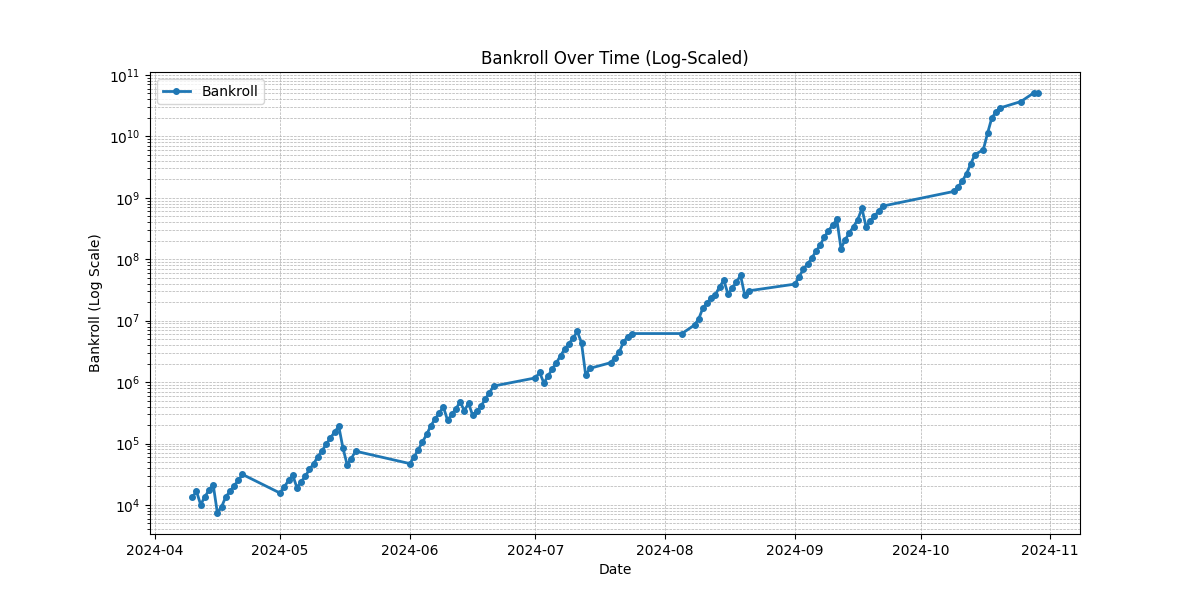 Bankroll Over Time (Log-Scaled)
Bankroll
Bankroll (Log Scale)
10¹¹
10¹⁰
10⁹
10⁸
10⁷
10⁶
10⁵
10⁴
2024-04 2024-05 2024-06 2024-07 2024-08 2024-09 2024-10 2024-11
Date